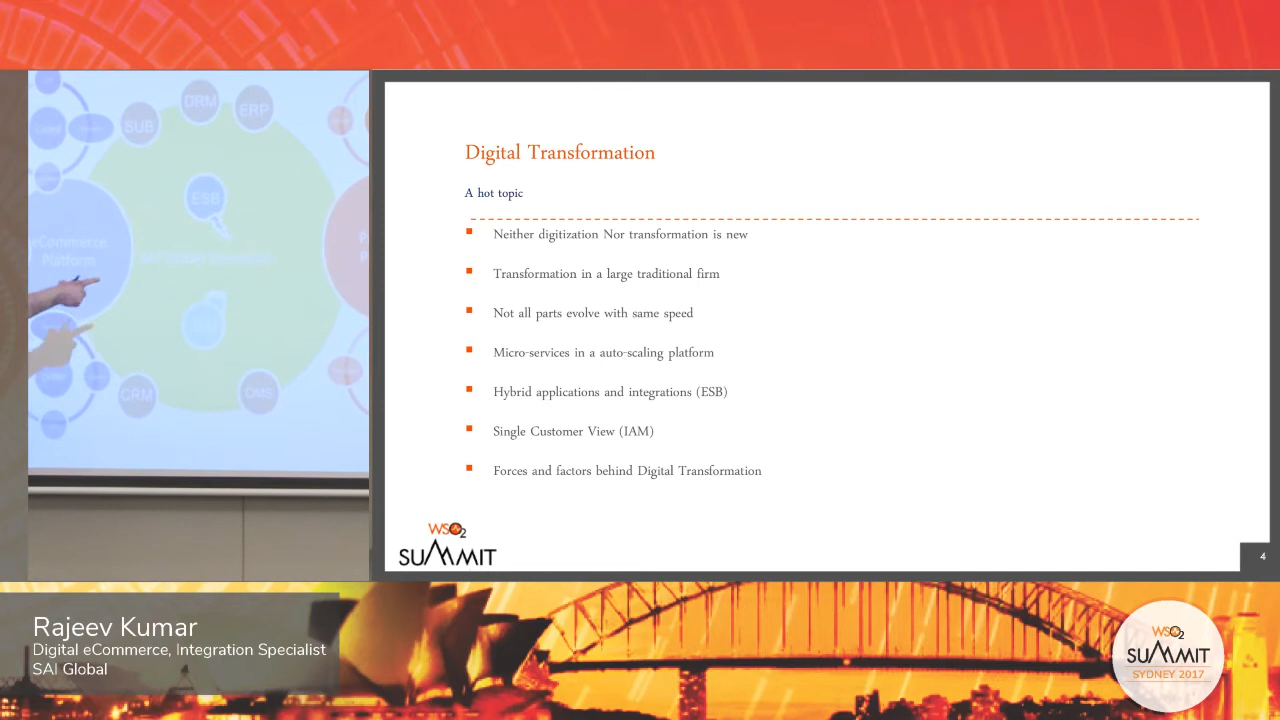 DRM
ERP
SUB
ESB
eCommerce
Platform
CRM
OMS
Digital Transformation
A hot topic
Neither digitization Nor transformation is new
Transformation in a large traditional firm
Not all parts evolve with same speed
Micro-services in a auto-scaling platform
Hybrid applications and integrations (ESB)
Single Customer View (IAM)
Forces and factors behind Digital Transformation
WSO2
SUMMIT
4
Rajeev Kumar
Digital eCommerce, Integration Specialist
SAI Global
WSO2
SUMMIT
SYDNEY 2017